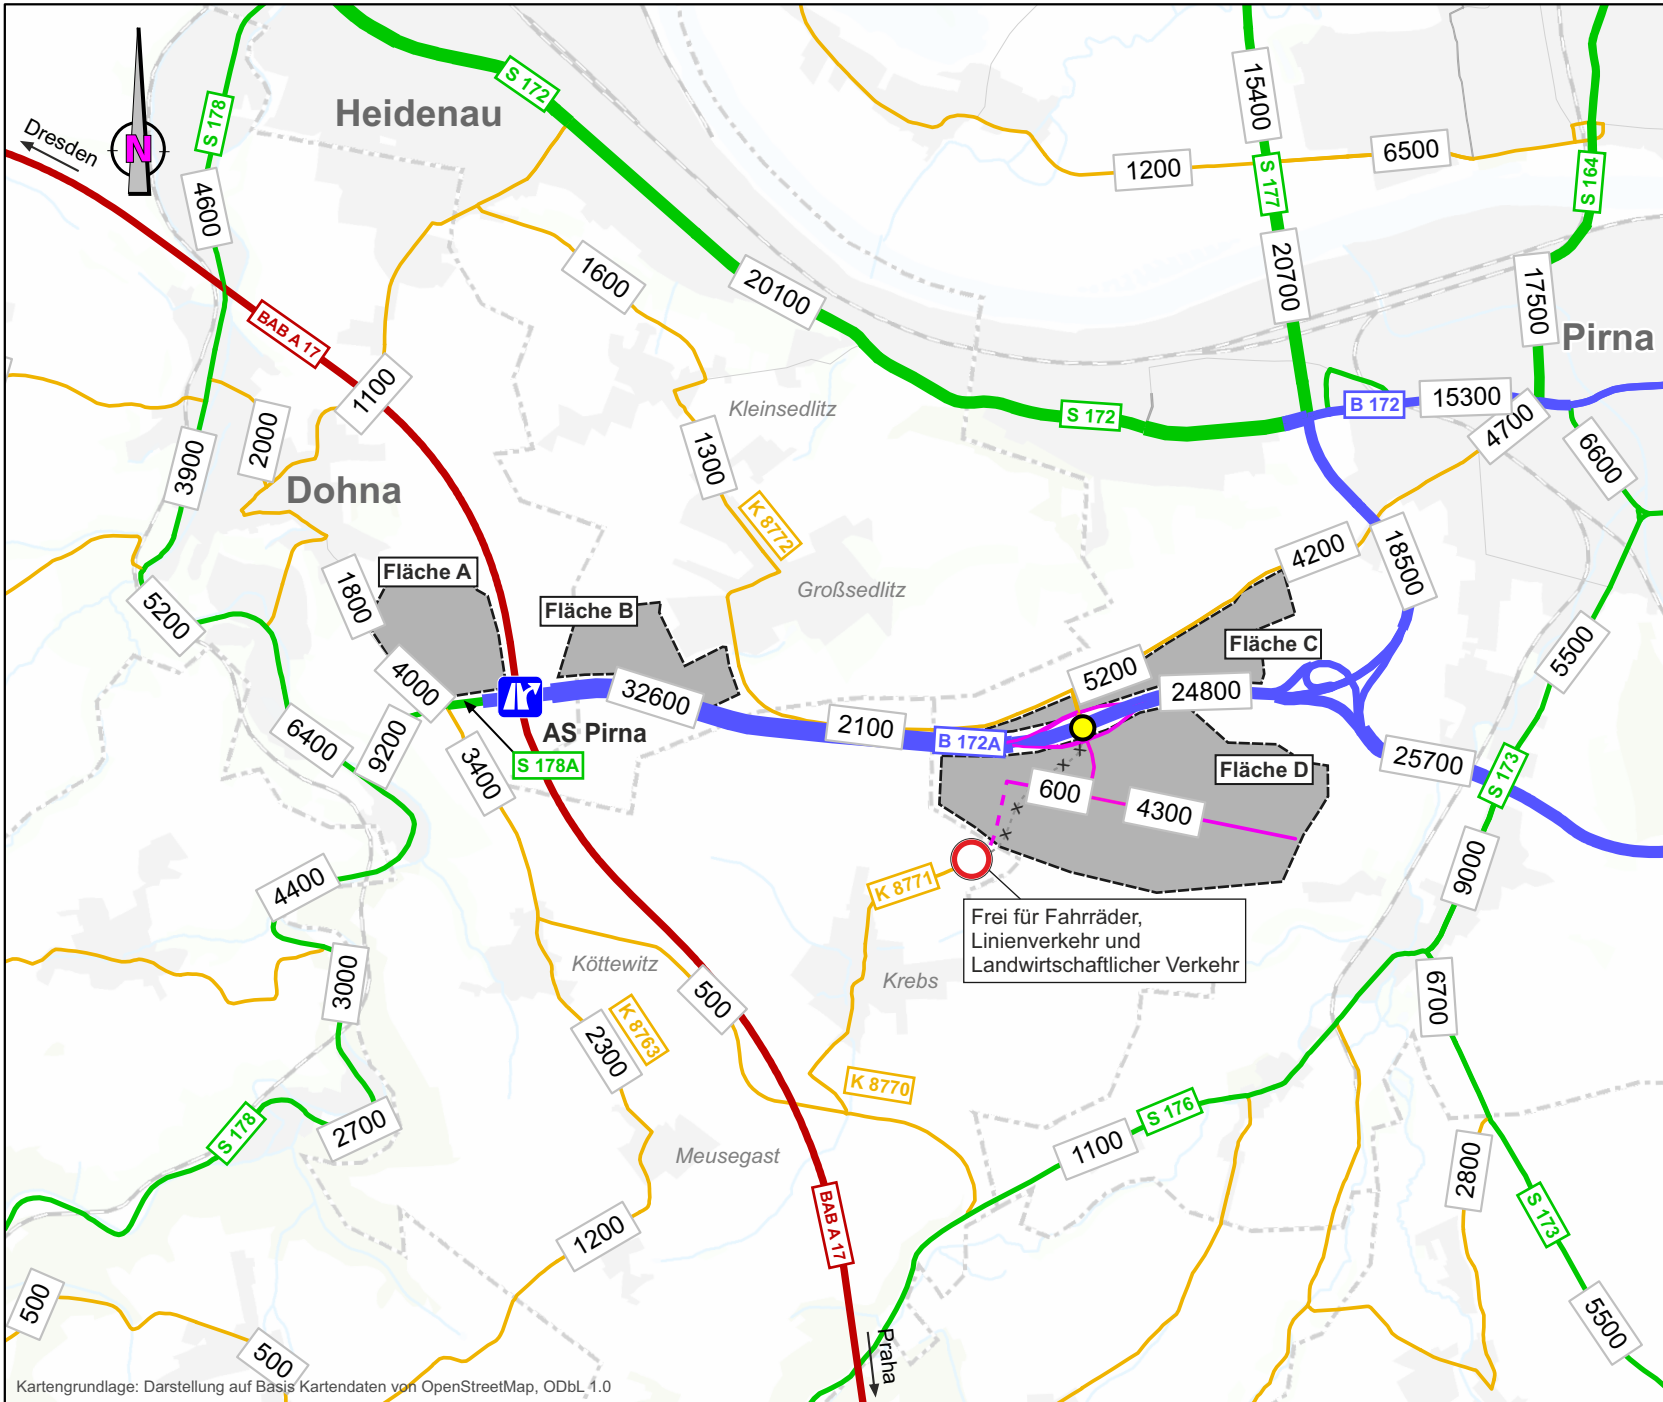 S 172
S 178
Heidenau
Dresden
N
15400
1200
6500
S 177
S 164
4600
1600
20100
20700
17500
Pirna
BAB A 17
1100
Kleinsedlitz
S 172
B 172
15300
4700
2000
3900
1300
6600
Dohna
K 8772
4200
18500
Fläche A
Fläche B
Großsedlitz
1800
5200
Fläche C
5500
4000
32600
5200
24800
6400
9200
AS Pirna
2100
B 172A
3400
S 178A
Fläche D
25700
S 173
600
4300
4400
K 8771
9000
Frei für Fahrräder,
Linienverkehr und
Landwirtschaftlicher Verkehr
Köttewitz
Krebs
3000
500
6700
2300
K 8763
K 8770
S 178
2700
S 176
1100
Meusegast
2800
BAB A 17
S 173
1200
500
500
Praha
5500
Kartengrundlage: Darstellung auf Basis Kartendaten von OpenStreetMap, ODbL 1.0